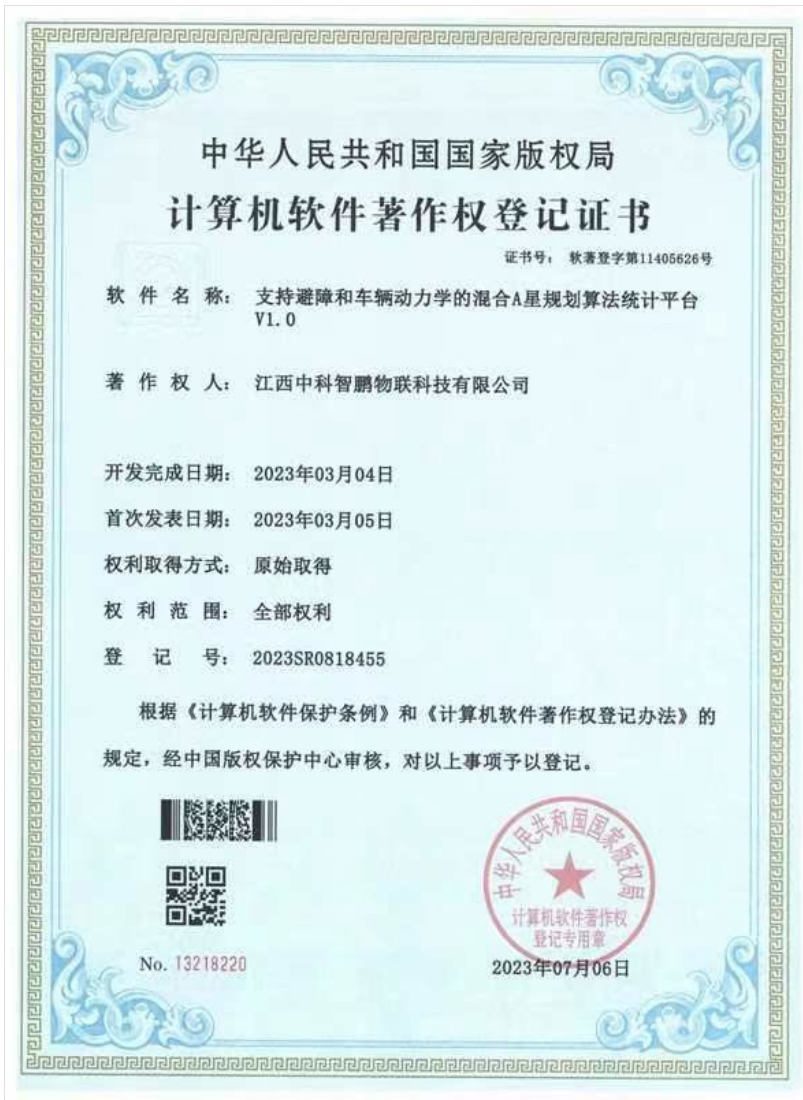 中华人民共和国国家版权局
计算机软件著作权登记证书
证书号： 软著登字第11405626号
软件名称： 支持避障和车辆动力学的混合A星规划算法统计平台
V1.0
著作权人： 江西中科智鹏物联科技有限公司
开发完成日期： 2023年03月04日
首次发表日期： 2023年03月05日
权利取得方式： 原始取得
权利范围： 全部权利
登记号： 2023SR0818455
根据《计算机软件保护条例》和《计算机软件著作权登记办法》的
规定，经中国版权保护中心审核，对以上事项予以登记。
中华人民共和国国家版权局
计算机软件著作权
登记专用章
No. 13218220
2023年07月06日